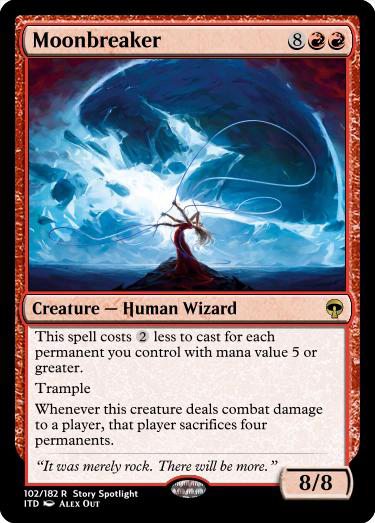 Moonbreaker 8
Creature — Human Wizard
This spell costs 2 less to cast for each
permanent you control with mana value 5 or
greater.
Trample
Whenever this creature deals combat damage
to a player, that player sacrifices four
permanents.
"It was merely rock. There will be more."
8/8
102/182 R Story Spotlight
ITD Alex Out